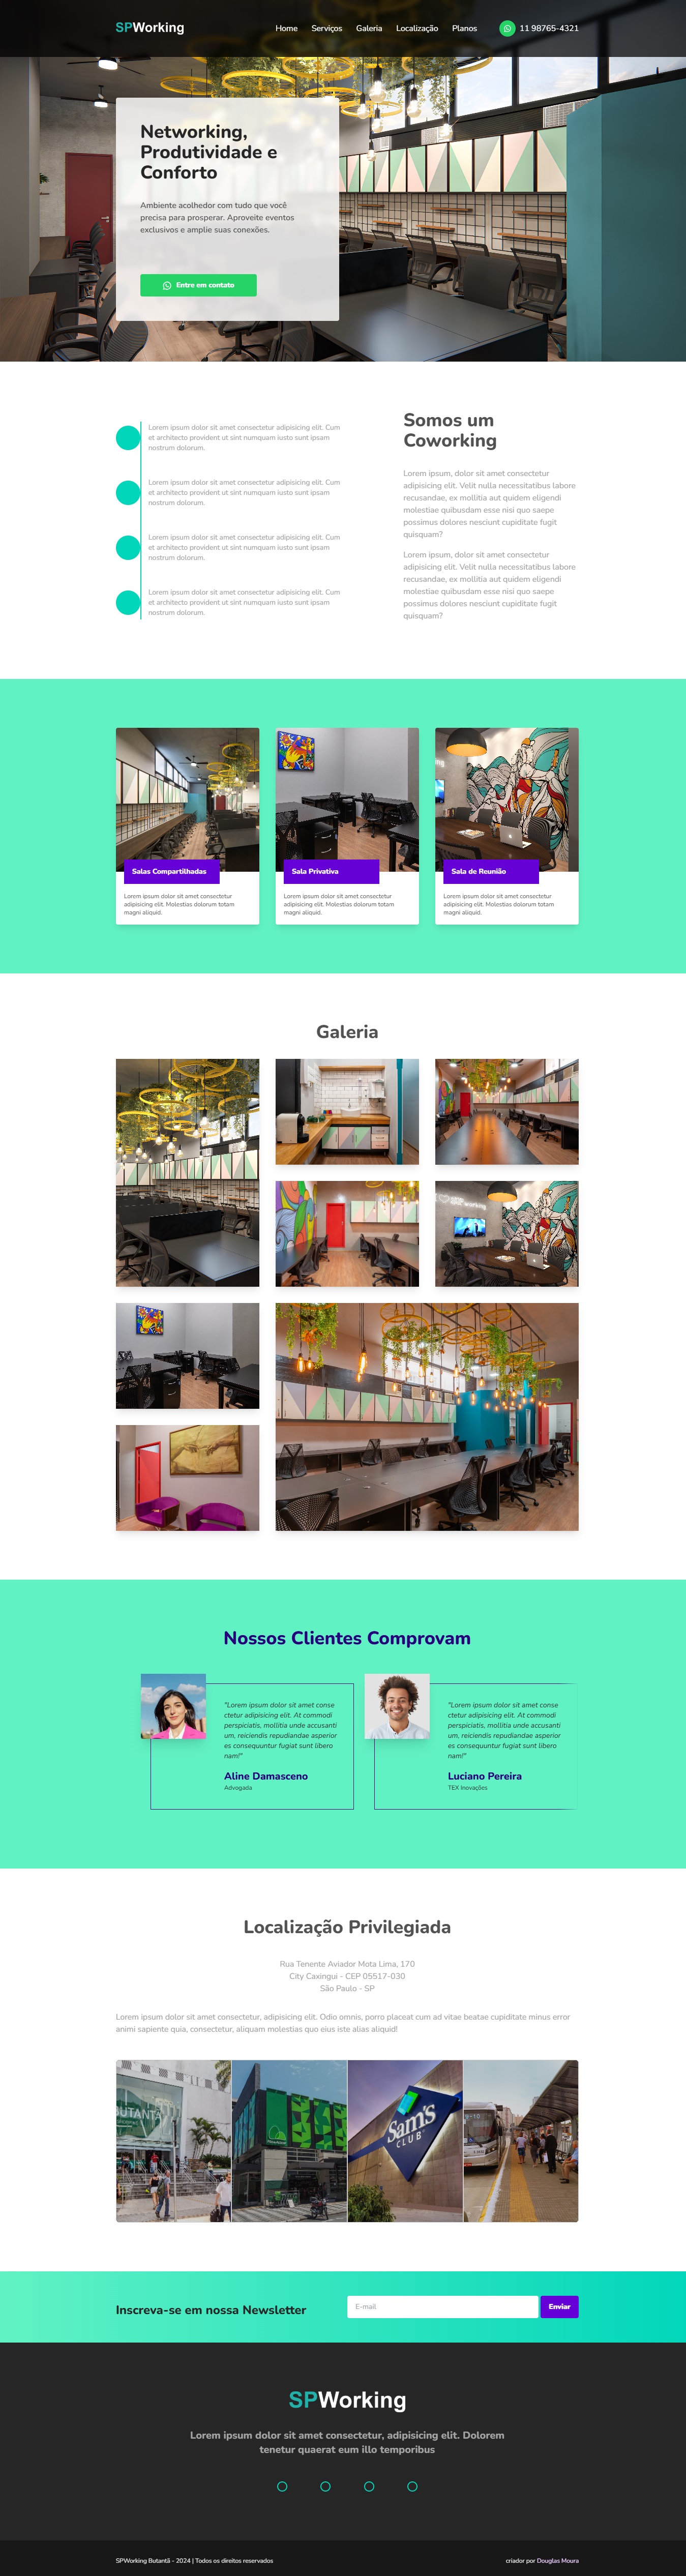 SPWorking
Home Serviços Galeria Localização Planos 11 98765-4321
Networking,
Produtividade e
Conforto
Ambiente acolhedor com tudo que você
precisa para prosperar. Aproveite eventos
exclusivos e amplie suas conexões.
Entre em contato
Lorem ipsum dolor sit amet consectetur adipisicing elit. Cum
et architecto provident ut sint numquam iusto sunt ipsam
nostrum dolorum.
Lorem ipsum dolor sit amet consectetur adipisicing elit. Cum
et architecto provident ut sint numquam iusto sunt ipsam
nostrum dolorum.
Lorem ipsum dolor sit amet consectetur adipisicing elit. Cum
et architecto provident ut sint numquam iusto sunt ipsam
nostrum dolorum.
Lorem ipsum dolor sit amet consectetur adipisicing elit. Cum
et architecto provident ut sint numquam iusto sunt ipsam
nostrum dolorum.
Somos um
Coworking
Lorem ipsum, dolor sit amet consectetur
adipisicing elit. Velit nulla necessitatibus labore
recusandae, ex mollitia aut quidem eligendi
molestiae quibusdam esse nisi quo saepe
possimus dolores nesciunt cupiditate fugit
quisquam?
Lorem ipsum, dolor sit amet consectetur
adipisicing elit. Velit nulla necessitatibus labore
recusandae, ex mollitia aut quidem eligendi
molestiae quibusdam esse nisi quo saepe
possimus dolores nesciunt cupiditate fugit
quisquam?
Salas Compartilhadas
Lorem ipsum dolor sit amet consectetur
adipisicing elit. Molestias dolorum totam
magni aliquid.
Sala Privativa
Lorem ipsum dolor sit amet consectetur
adipisicing elit. Molestias dolorum totam
magni aliquid.
Sala de Reunião
Lorem ipsum dolor sit amet consectetur
adipisicing elit. Molestias dolorum totam
magni aliquid.
Galeria
Nossos Clientes Comprovam
"Lorem ipsum dolor sit amet conse
ctetur adipisicing elit. At commodi
perspiciatis, mollitia unde accusanti
um, reiciendis repudiandae asperior
es consequuntur fugiat sunt libero
nam!"
Aline Damasceno
Advogada
"Lorem ipsum dolor sit amet conse
ctetur adipisicing elit. At commodi
perspiciatis, mollitia unde accusanti
um, reiciendis repudiandae asperior
es consequuntur fugiat sunt libero
nam!"
Luciano Pereira
TEX Inovações
Localização Privilegiada
Rua Tenente Aviador Mota Lima, 170
City Caxingui - CEP 05517-030
São Paulo - SP
Lorem ipsum dolor sit amet consectetur, adipisicing elit. Odio omnis, porro placeat cum ad vitae beatae cupiditate minus error
animi sapiente quia, consectetur, aliquam molestias quo eius iste alias aliquid!
BUTANTÃ
Sam's
CLUB
Inscreva-se em nossa Newsletter
E-mail
Enviar
SPWorking
Lorem ipsum dolor sit amet consectetur, adipisicing elit. Dolorem
tenetur quaerat eum illo temporibus
SPWorking Butantã - 2024 | Todos os direitos reservados
criador por Douglas Moura